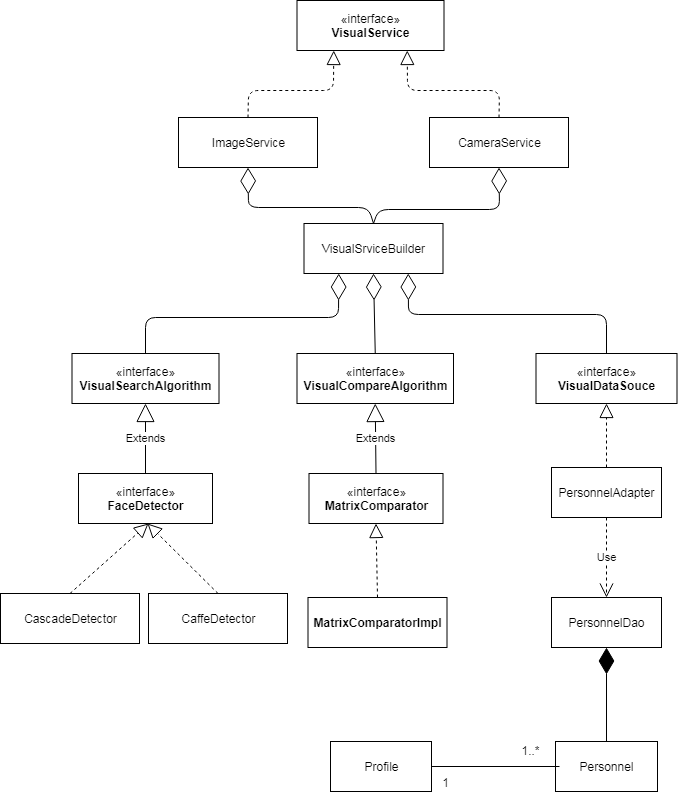 «interface»
VisualService
ImageService
CameraService
VisualSrviceBuilder
«interface»
VisualSearchAlgorithm
«interface»
VisualCompareAlgorithm
«interface»
VisualDataSouce
Extends
Extends
«interface»
FaceDetector
«interface»
MatrixComparator
PersonnelAdapter
Use
CascadeDetector
CaffeDetector
MatrixComparatorImpl
PersonnelDao
Profile
1
1..*
Personnel